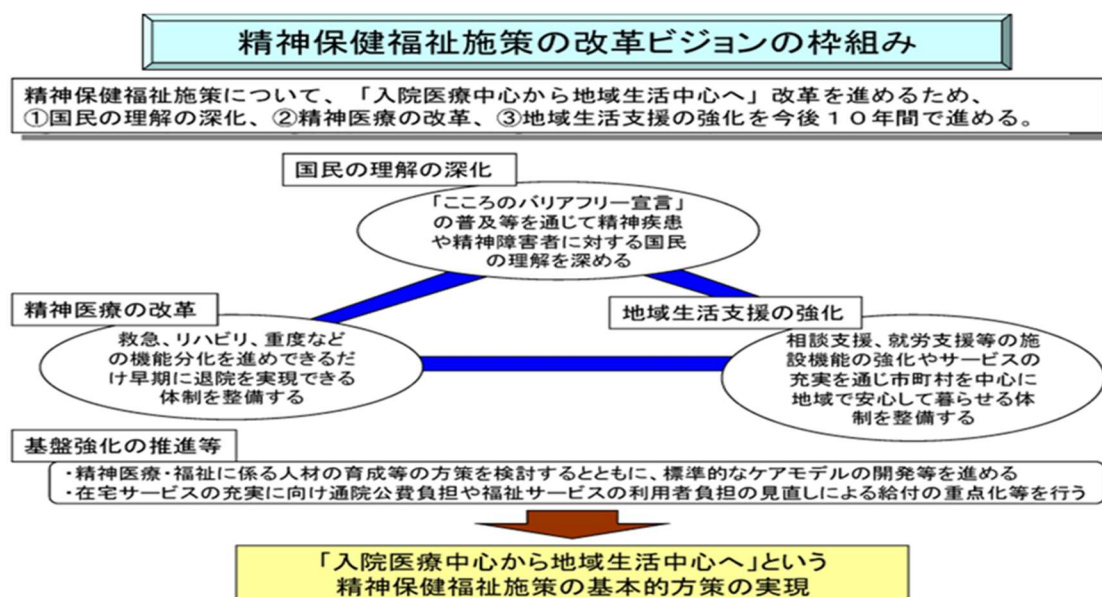 精神保健福祉施策の改革ビジョンの枠組み
精神保健福祉施策について、「入院医療中心から地域生活中心へ」改革を進めるため、
①国民の理解の深化、②精神医療の改革、③地域生活支援の強化を今後10年間で進める。
国民の理解の深化
「こころのバリアフリー宣言」
の普及等を通じて精神疾患
や精神障害者に対する国民
の理解を深める
精神医療の改革
救急、リハビリ、重度など
の機能分化を進めできるだ
け早期に退院を実現できる
体制を整備する
地域生活支援の強化
相談支援、就労支援等の施
設機能の強化やサービスの
充実を通じ市町村を中心に
地域で安心して暮らせる体
制を整備する
基盤強化の推進等
・精神医療・福祉に係る人材の育成等の方策を検討するとともに、標準的なケアモデルの開発等を進める
・在宅サービスの充実に向け通院公費負担や福祉サービスの利用者負担の見直しによる給付の重点化等を行う
「入院医療中心から地域生活中心へ」という
精神保健福祉施策の基本的方策の実現